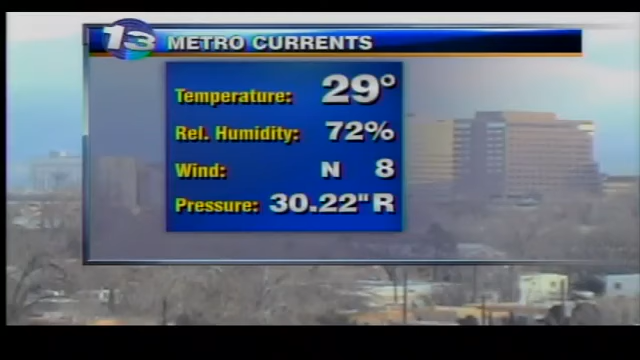 13 METRO CURRENTS
Temperature: 29°
Rel. Humidity: 72%
Wind: N 8
Pressure: 30.22" R